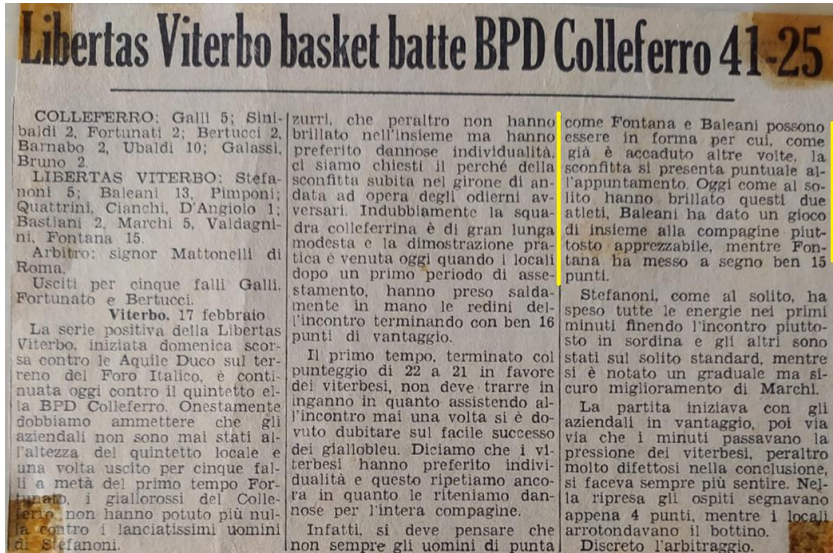 Libertas Viterbo basket batte BPD Colleferro 41-25
COLLEFERRO: Galli 5; Sini-
baldi 2, Fortunati 2; Bertucci 2,
Barnabo 2, Ubaldi 10; Galassi,
Bruno 2.
LIBERTAS VITERBO: Stefa-
noni 5; Baleani 13, Pimponi;
Quattrini, Cianchi, D'Angiolo 1;
Bastiani 2, Marchi 5, Valdagni-
ni, Fontana 15.
Arbitro: signor Mattonelli di
Roma.
Usciti per cinque falli Galli,
Fortunato e Bertucci.
Viterbo, 17 febbraio
La serie positiva della Libertas
Viterbo, iniziata domenica scor-
sa contro le Aquile Duco sul ter-
reno del Foro Italico, è conti-
nuata oggi contro il quintetto el-
la BPD Colleferro. Onestamente
dobbiamo ammettere che gli
aziendali non sono mai stati al-
l'altezza del quintetto locale e
una volta uscito per cinque fal-
li a metà del primo tempo For-
tunato, i giallorossi del Colle-
ferro non hanno potuto più nul-
la contro i lanciatissimi uomini
di Stefanoni.
zurri, che peraltro non hanno
brillato nell'insieme ma hanno
preferito dannose individualità,
ci siamo chiesti il perché della
sconfitta subita nel girone di an-
data ad opera degli odierni av-
versari. Indubbiamente la squa-
dra colleferrina è di gran lunga
modesta e la dimostrazione pra-
tica è venuta oggi quando i locali
dopo un primo periodo di asse-
stamento, hanno preso salda-
mente in mano le redini del-
l'incontro terminando con ben 16
punti di vantaggio.
Il primo tempo, terminato col
punteggio di 22 a 21 in favore
dei viterbesi, non deve trarre in
inganno in quanto assistendo al-
l'incontro mai una volta si è do-
vuto dubitare sul facile successo
dei giallobleu. Diciamo che i vi-
terbesi hanno preferito indivi-
dualità e questo ripetiamo anco-
ra in quanto le riteniamo dan-
nose per l'intera compagine.
Infatti, si deve pensare che
non sempre gli uomini di punta
come Fontana e Baleani possono
essere in forma per cui, come
già è accaduto altre volte, la
sconfitta si presenta puntuale al-
l'appuntamento. Oggi come al so-
lito hanno brillato questi due
atleti, Baleani ha dato un gioco
di insieme alla compagine piut-
tosto apprezzabile, mentre Fon-
tana ha messo a segno ben 15
punti.
Stefanoni, come al solito, ha
speso tutte le energie nei primi
minuti finendo l'incontro piutto-
sto in sordina e gli altri sono
stati sul solito standard, mentre
si è notato un graduale ma si-
curo miglioramento di Marchi.
La partita iniziava con gli
aziendali in vantaggio, poi via
via che i minuti passavano la
pressione dei viterbesi, peraltro
molto difettosi nella conclusione,
si faceva sempre più sentire. Nel-
la ripresa gli ospiti segnavano
appena 4 punti, mentre i locali
arrotondavano il bottino.
Discreto l'arbitraggio.